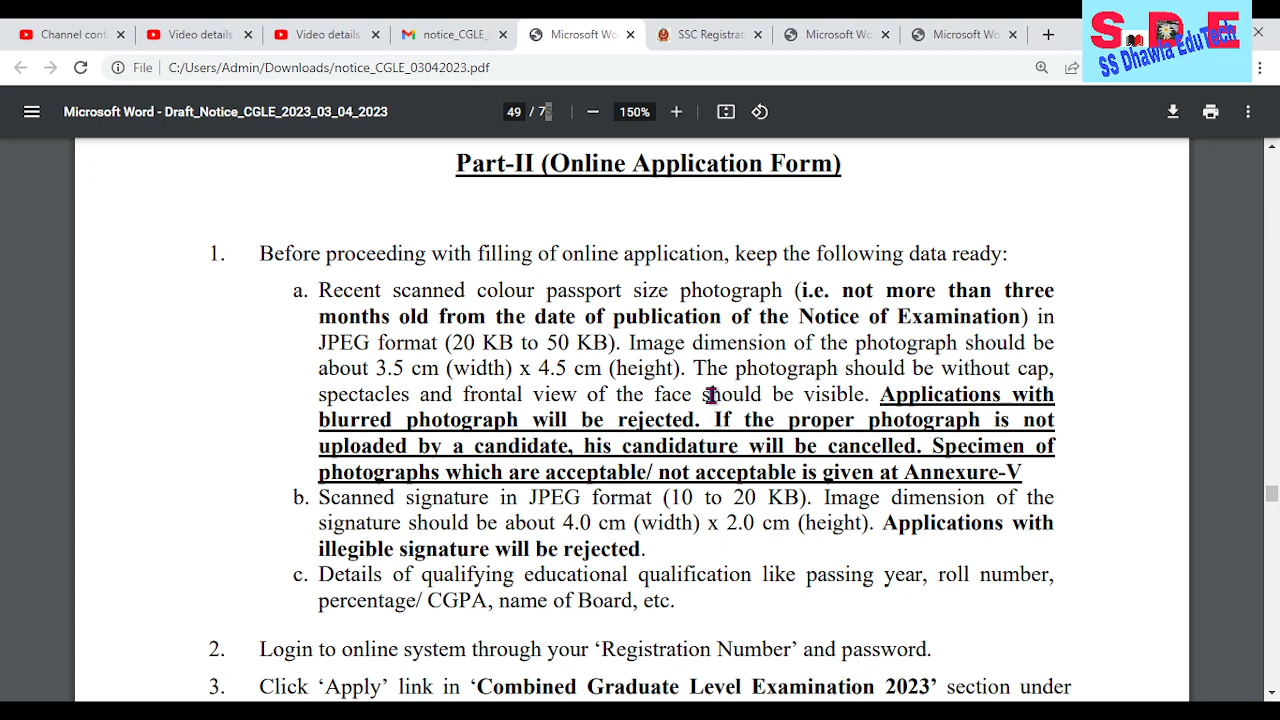 Channel cont
Video details
Video details
notice_CGLE_
Microsoft Wo
SSC Registra
Microsoft Wo
Microsoft Wo
S.D.E
SS Dhawla EduTech
File
C:/Users/Admin/Downloads/notice_CGLE_03042023.pdf
Microsoft Word - Draft_Notice_CGLE_2023_03_04_2023
49 / 75
150%
Part-II (Online Application Form)
1. Before proceeding with filling of online application, keep the following data ready:
a. Recent scanned colour passport size photograph (i.e. not more than three
months old from the date of publication of the Notice of Examination) in
JPEG format (20 KB to 50 KB). Image dimension of the photograph should be
about 3.5 cm (width) x 4.5 cm (height). The photograph should be without cap,
spectacles and frontal view of the face should be visible. Applications with
blurred photograph will be rejected. If the proper photograph is not
uploaded by a candidate, his candidature will be cancelled. Specimen of
photographs which are acceptable/ not acceptable is given at Annexure-V
b. Scanned signature in JPEG format (10 to 20 KB). Image dimension of the
signature should be about 4.0 cm (width) x 2.0 cm (height). Applications with
illegible signature will be rejected.
c. Details of qualifying educational qualification like passing year, roll number,
percentage/ CGPA, name of Board, etc.
2. Login to online system through your ‘Registration Number’ and password.
3. Click ‘Apply’ link in ‘Combined Graduate Level Examination 2023’ section under